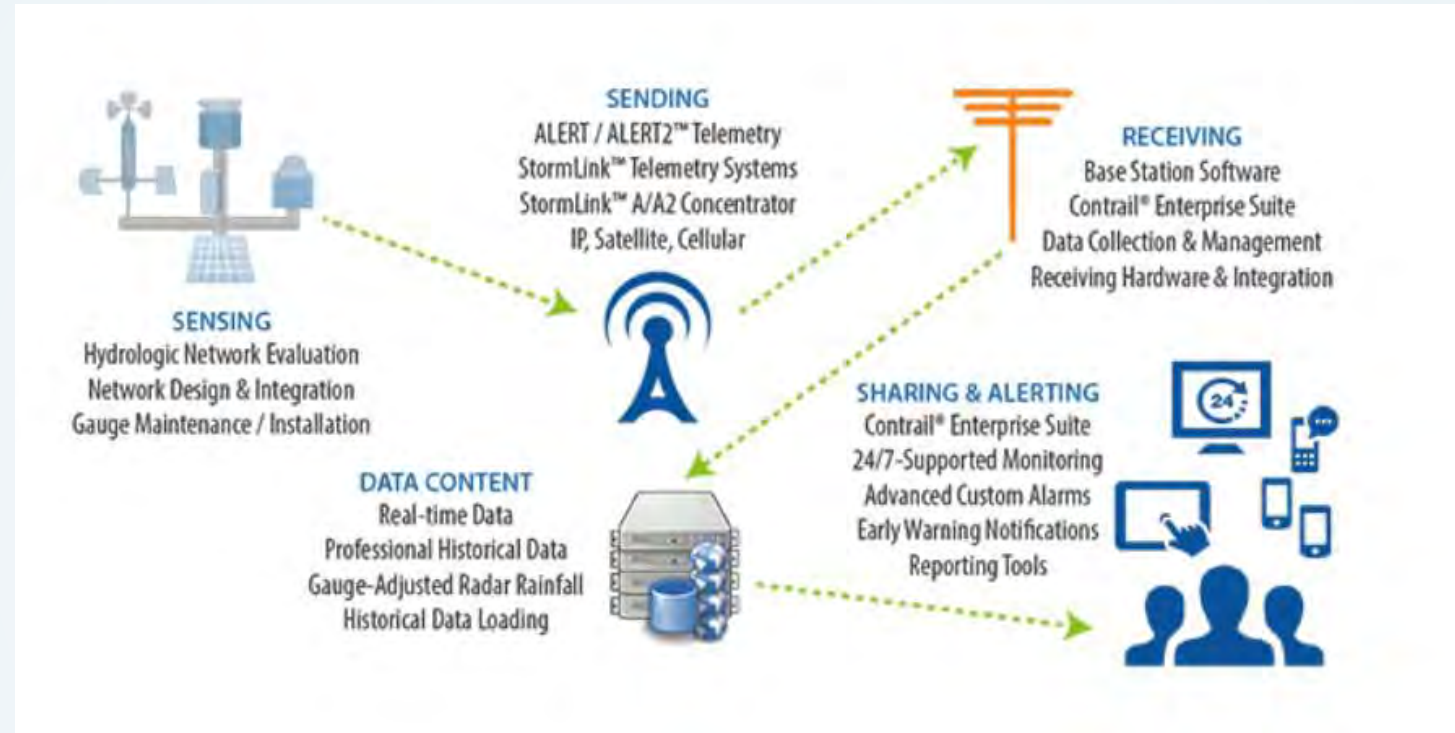 SENSING
Hydrologic Network Evaluation
Network Design & Integration
Gauge Maintenance / Installation
SENDING
ALERT / ALERT2™ Telemetry
StormLink™ Telemetry Systems
StormLink™ A/A2 Concentrator
IP, Satellite, Cellular
RECEIVING
Base Station Software
Contrail® Enterprise Suite
Data Collection & Management
Receiving Hardware & Integration
DATA CONTENT
Real-time Data
Professional Historical Data
Gauge-Adjusted Radar Rainfall
Historical Data Loading
SHARING & ALERTING
Contrail® Enterprise Suite
24/7-Supported Monitoring
Advanced Custom Alarms
Early Warning Notifications
Reporting Tools
24